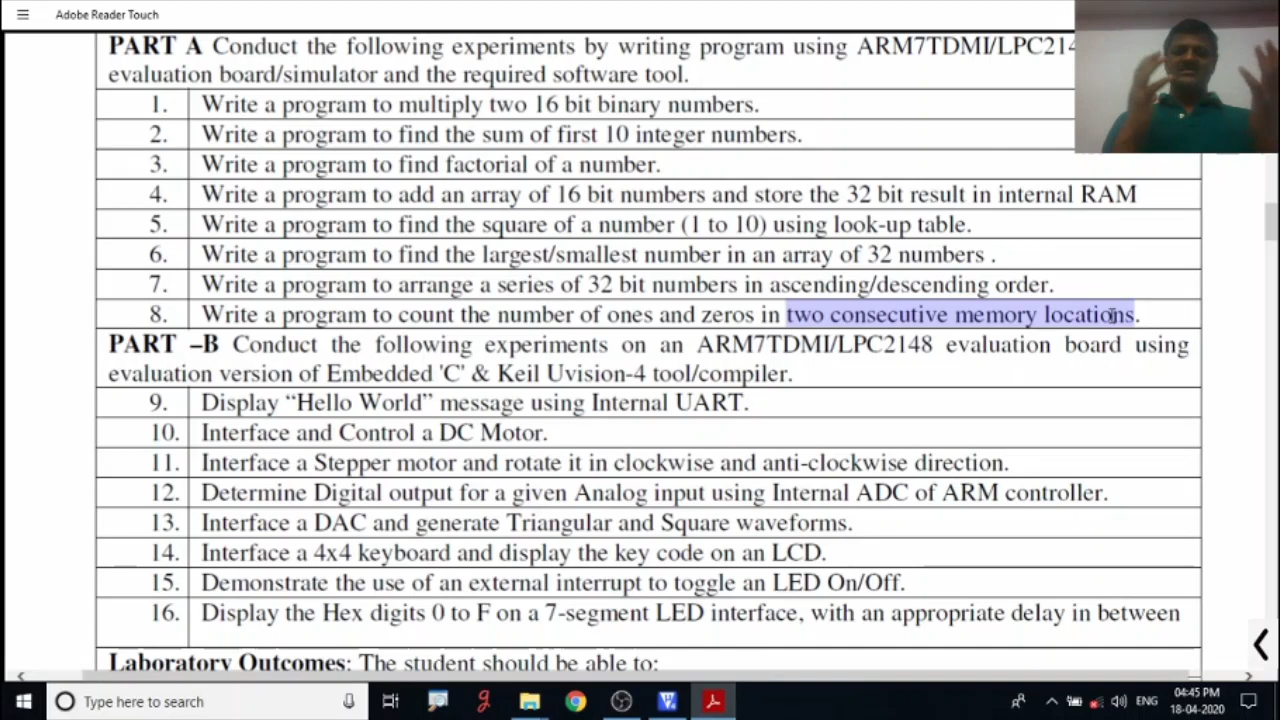 Adobe Reader Touch
PART A Conduct the following experiments by writing program using ARM7TDMI/LPC214
evaluation board/simulator and the required software tool.
1. Write a program to multiply two 16 bit binary numbers.
2. Write a program to find the sum of first 10 integer numbers.
3. Write a program to find factorial of a number.
4. Write a program to add an array of 16 bit numbers and store the 32 bit result in internal RAM
5. Write a program to find the square of a number (1 to 10) using look-up table.
6. Write a program to find the largest/smallest number in an array of 32 numbers .
7. Write a program to arrange a series of 32 bit numbers in ascending/descending order.
8. Write a program to count the number of ones and zeros in two consecutive memory locations.
PART –B Conduct the following experiments on an ARM7TDMI/LPC2148 evaluation board using
evaluation version of Embedded 'C' & Keil Uvision-4 tool/compiler.
9. Display “Hello World” message using Internal UART.
10. Interface and Control a DC Motor.
11. Interface a Stepper motor and rotate it in clockwise and anti-clockwise direction.
12. Determine Digital output for a given Analog input using Internal ADC of ARM controller.
13. Interface a DAC and generate Triangular and Square waveforms.
14. Interface a 4x4 keyboard and display the key code on an LCD.
15. Demonstrate the use of an external interrupt to toggle an LED On/Off.
16. Display the Hex digits 0 to F on a 7-segment LED interface, with an appropriate delay in between
Laboratory Outcomes: The student should be able to:
Type here to search
ENG
04:45 PM
18-04-2020